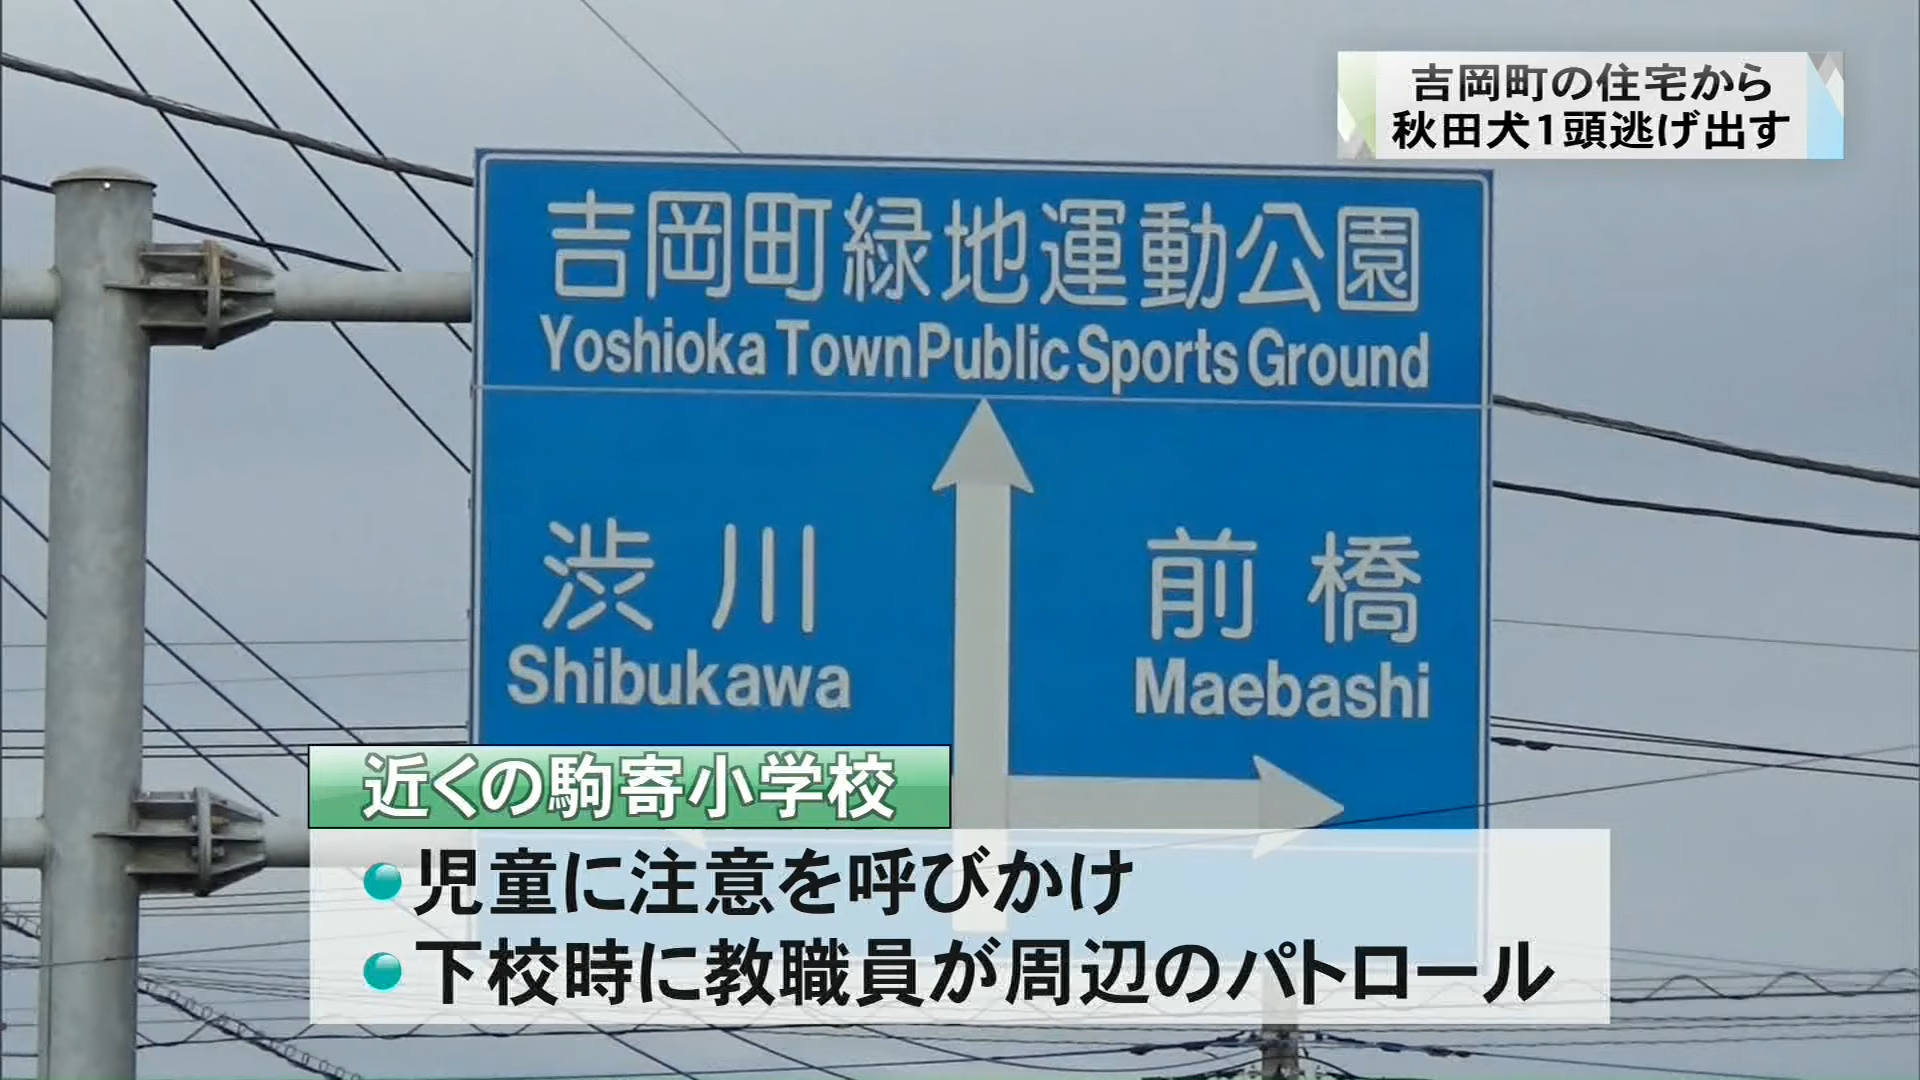 吉岡町の住宅から
秋田犬1頭逃げ出す
吉岡町緑地運動公園
Yoshioka Town Public Sports Ground
渋川
Shibukawa
前橋
Maebashi
近くの駒寄小学校
児童に注意を呼びかけ
下校時に教職員が周辺のパトロール